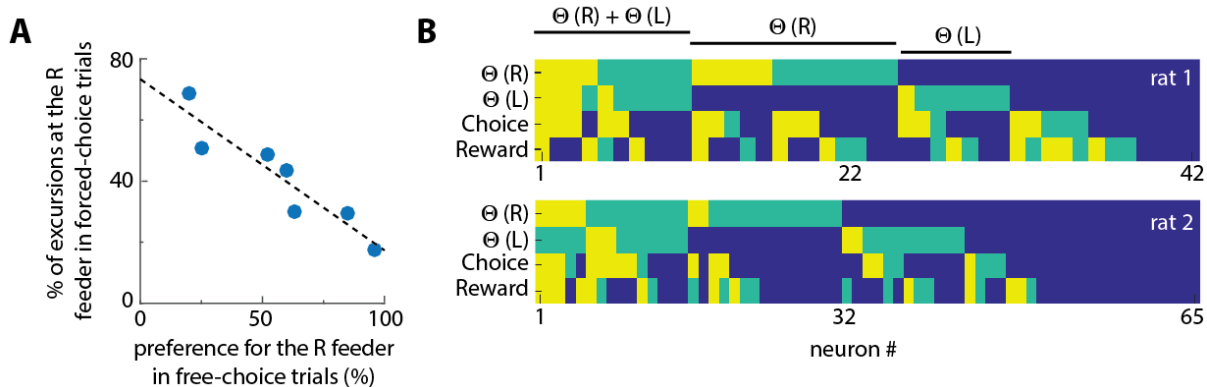 A
80
40
0
% of excursions at the R
feeder in forced-choice trials
0
50
100
preference for the R feeder
in free-choice trials (%)
B
Θ (R) + Θ (L)
Θ (R)
Θ (L)
Θ (R)
Θ (L)
Choice
Reward
rat 1
1
22
42
Θ (R)
Θ (L)
Choice
Reward
rat 2
1
32
65
neuron #